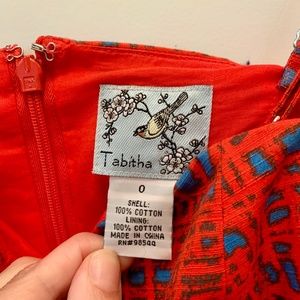 Tabitha
0
SHELL:
100% COTTON
LINING:
100% COTTON
MADE IN CHINA
RN#98544